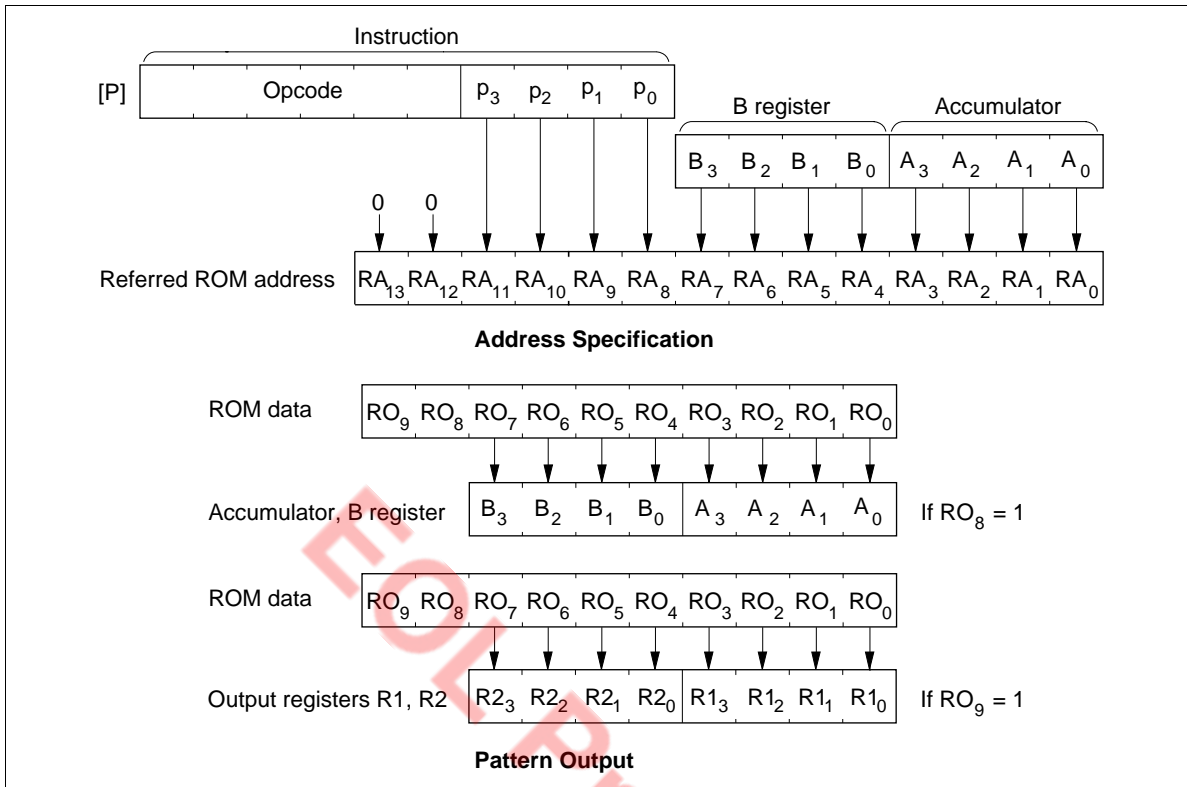 Instruction
[P] Opcode p3 p2 p1 p0
B register Accumulator
B3 B2 B1 B0 A3 A2 A1 A0
0 0
Referred ROM address RA13 RA12 RA11 RA10 RA9 RA8 RA7 RA6 RA5 RA4 RA3 RA2 RA1 RA0
Address Specification
ROM data RO9 RO8 RO7 RO6 RO5 RO4 RO3 RO2 RO1 RO0
Accumulator, B register B3 B2 B1 B0 A3 A2 A1 A0 If RO8 = 1
ROM data RO9 RO8 RO7 RO6 RO5 RO4 RO3 RO2 RO1 RO0
Output registers R1, R2 R23 R22 R21 R20 R13 R12 R11 R10 If RO9 = 1
Pattern Output
EOL Pr